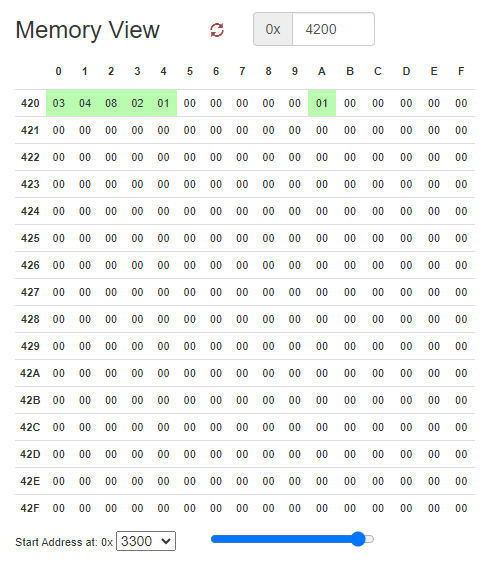 Memory View 0x 4200
0 1 2 3 4 5 6 7 8 9 A B C D E F
420 03 04 08 02 01 00 00 00 00 00 01 00 00 00 00 00
421 00 00 00 00 00 00 00 00 00 00 00 00 00 00 00 00
422 00 00 00 00 00 00 00 00 00 00 00 00 00 00 00 00
423 00 00 00 00 00 00 00 00 00 00 00 00 00 00 00 00
424 00 00 00 00 00 00 00 00 00 00 00 00 00 00 00 00
425 00 00 00 00 00 00 00 00 00 00 00 00 00 00 00 00
426 00 00 00 00 00 00 00 00 00 00 00 00 00 00 00 00
427 00 00 00 00 00 00 00 00 00 00 00 00 00 00 00 00
428 00 00 00 00 00 00 00 00 00 00 00 00 00 00 00 00
429 00 00 00 00 00 00 00 00 00 00 00 00 00 00 00 00
42A 00 00 00 00 00 00 00 00 00 00 00 00 00 00 00 00
42B 00 00 00 00 00 00 00 00 00 00 00 00 00 00 00 00
42C 00 00 00 00 00 00 00 00 00 00 00 00 00 00 00 00
42D 00 00 00 00 00 00 00 00 00 00 00 00 00 00 00 00
42E 00 00 00 00 00 00 00 00 00 00 00 00 00 00 00 00
42F 00 00 00 00 00 00 00 00 00 00 00 00 00 00 00 00
Start Address at: 0x 3300